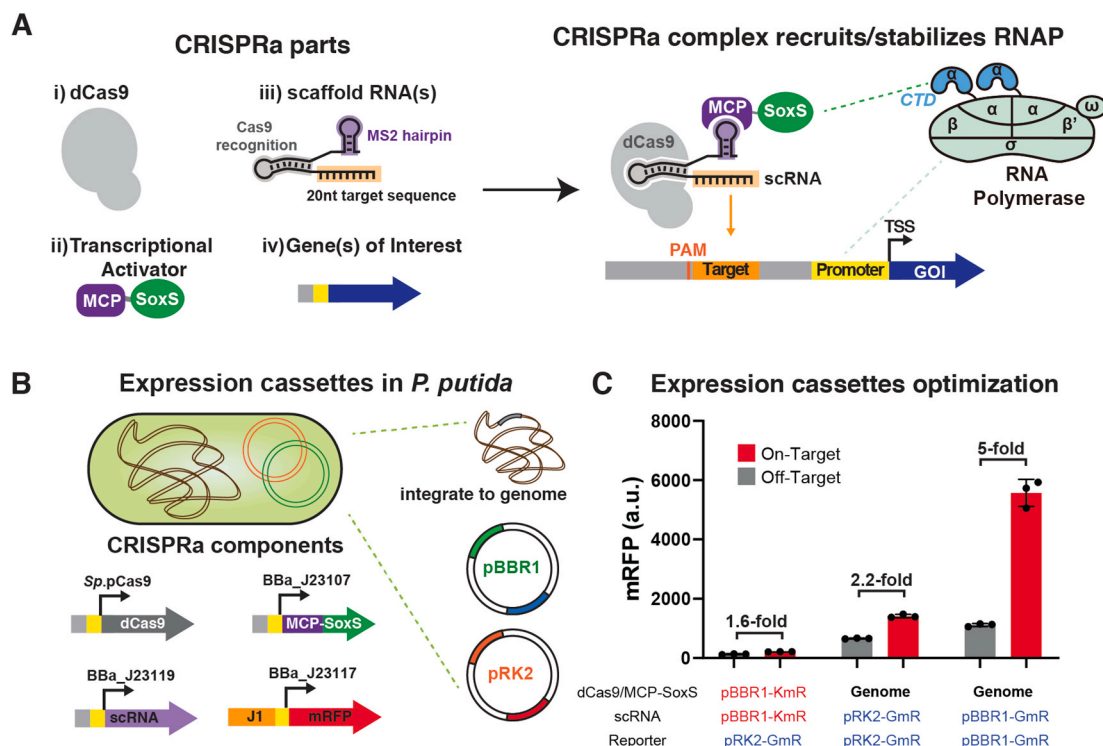 A
CRISPRa parts
i) dCas9
iii) scaffold RNA(s)
Cas9
recognition
MS2 hairpin
20nt target sequence
ii) Transcriptional
Activator
MCP SoxS
iv) Gene(s) of Interest
CRISPRa complex recruits/stabilizes RNAP
MCP SoxS
dCas9
scRNA
CTD
α α
α α
β β’ ω
σ
RNA
Polymerase
PAM
Target
Promoter
TSS
GOI
B
Expression cassettes in P. putida
integrate to genome
pBBR1
pRK2
CRISPRa components
Sp.pCas9
dCas9
BBa_J23107
MCP-SoxS
BBa_J23119
scRNA
BBa_J23117
J1 mRFP
C
Expression cassettes optimization
mRFP (a.u.)
8000
6000
4000
2000
0
On-Target
Off-Target
1.6-fold
2.2-fold
5-fold
dCas9/MCP-SoxS pBBR1-KmR Genome Genome
scRNA pBBR1-KmR pRK2-GmR pBBR1-GmR
Reporter pRK2-GmR pRK2-GmR pBBR1-GmR